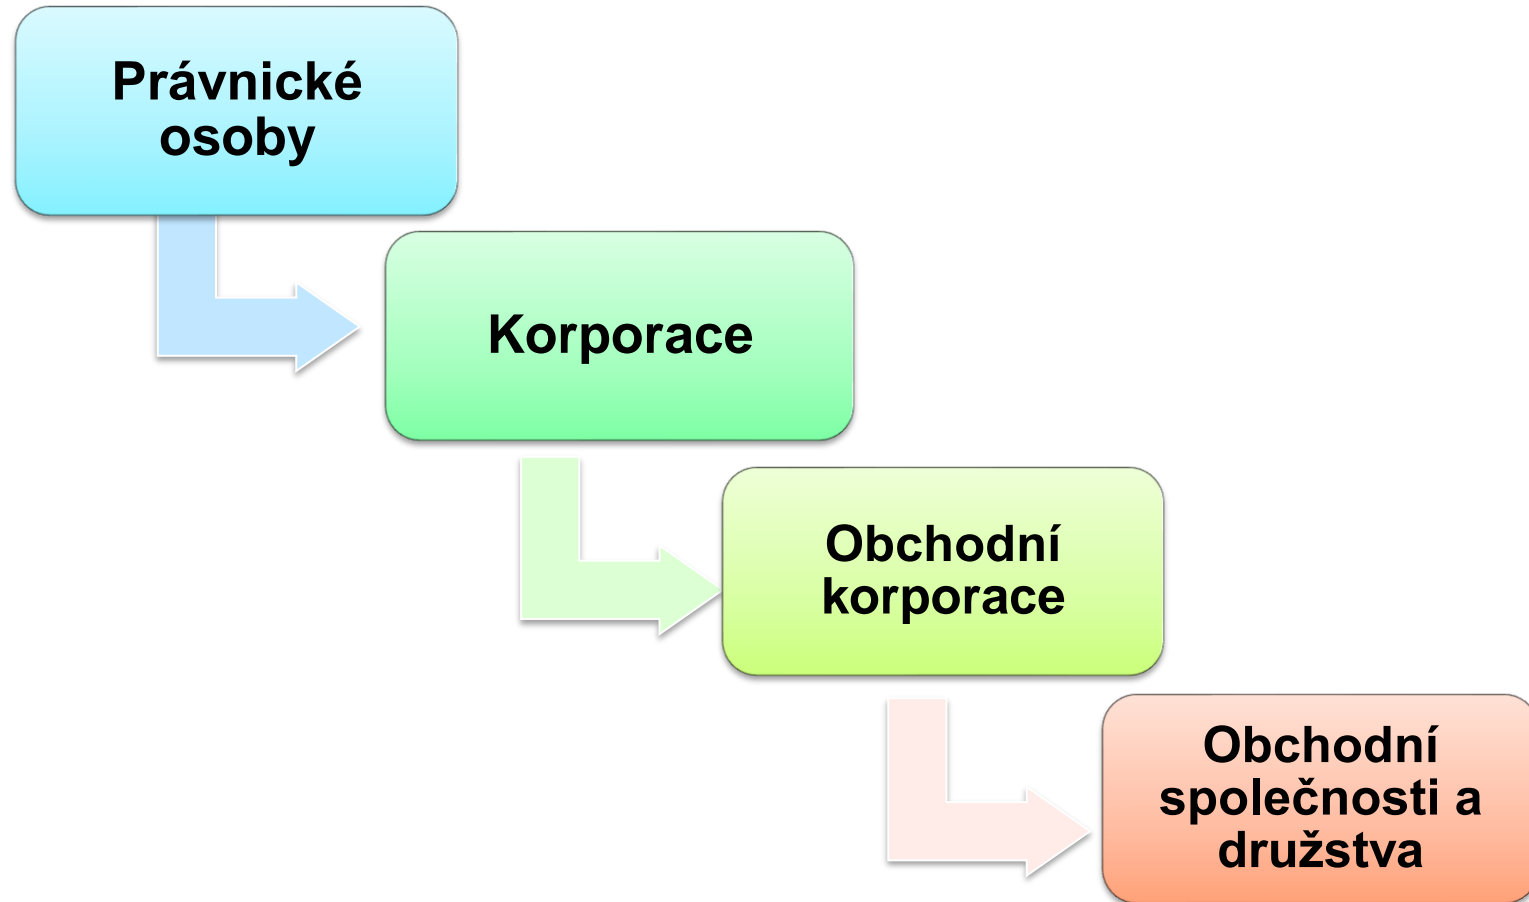 Právnické
osoby
Korporace
Obchodní
korporace
Obchodní
společnosti a
družstva